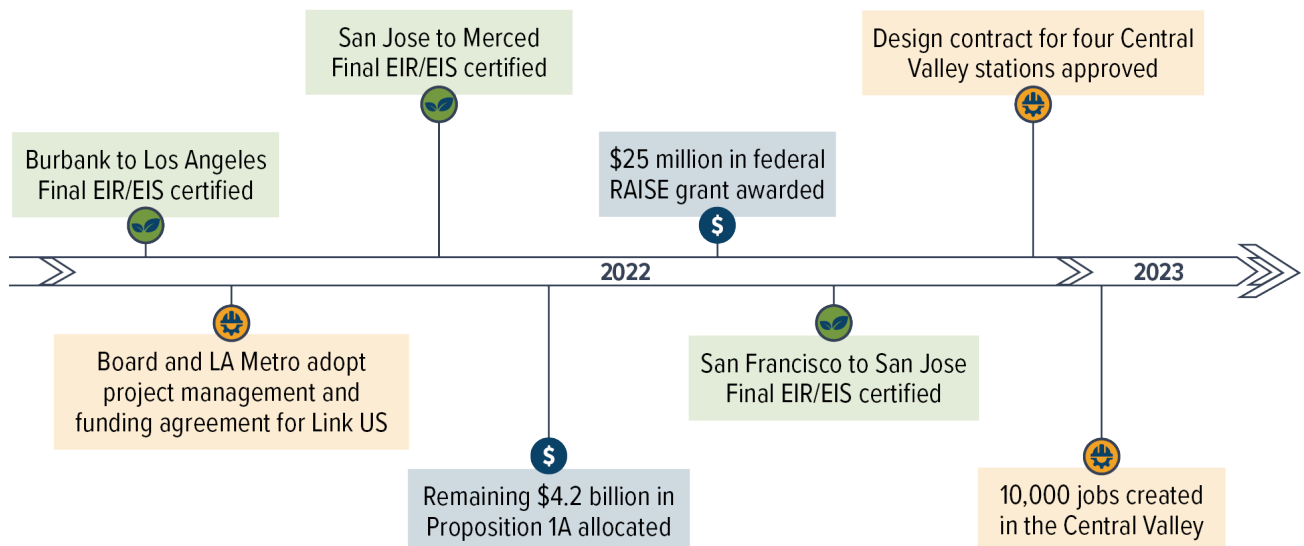 San Jose to Merced
Final EIR/EIS certified
Design contract for four Central
Valley stations approved
Burbank to Los Angeles
Final EIR/EIS certified
$25 million in federal
RAISE grant awarded
$
2022
2023
Board and LA Metro adopt
project management and
funding agreement for Link US
San Francisco to San Jose
Final EIR/EIS certified
$
Remaining $4.2 billion in
Proposition 1A allocated
10,000 jobs created
in the Central Valley